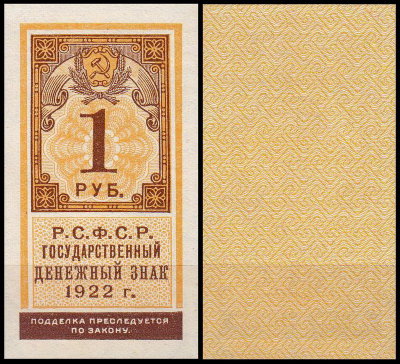 1
РУБ.
Р.С.Ф.С.Р.
ГОСУДАРСТВЕННЫЙ
ДЕНЕЖНЫЙ ЗНАК
1922 г.
ПОДДЕЛКА ПРЕСЛЕДУЕТСЯ
ПО ЗАКОНУ.